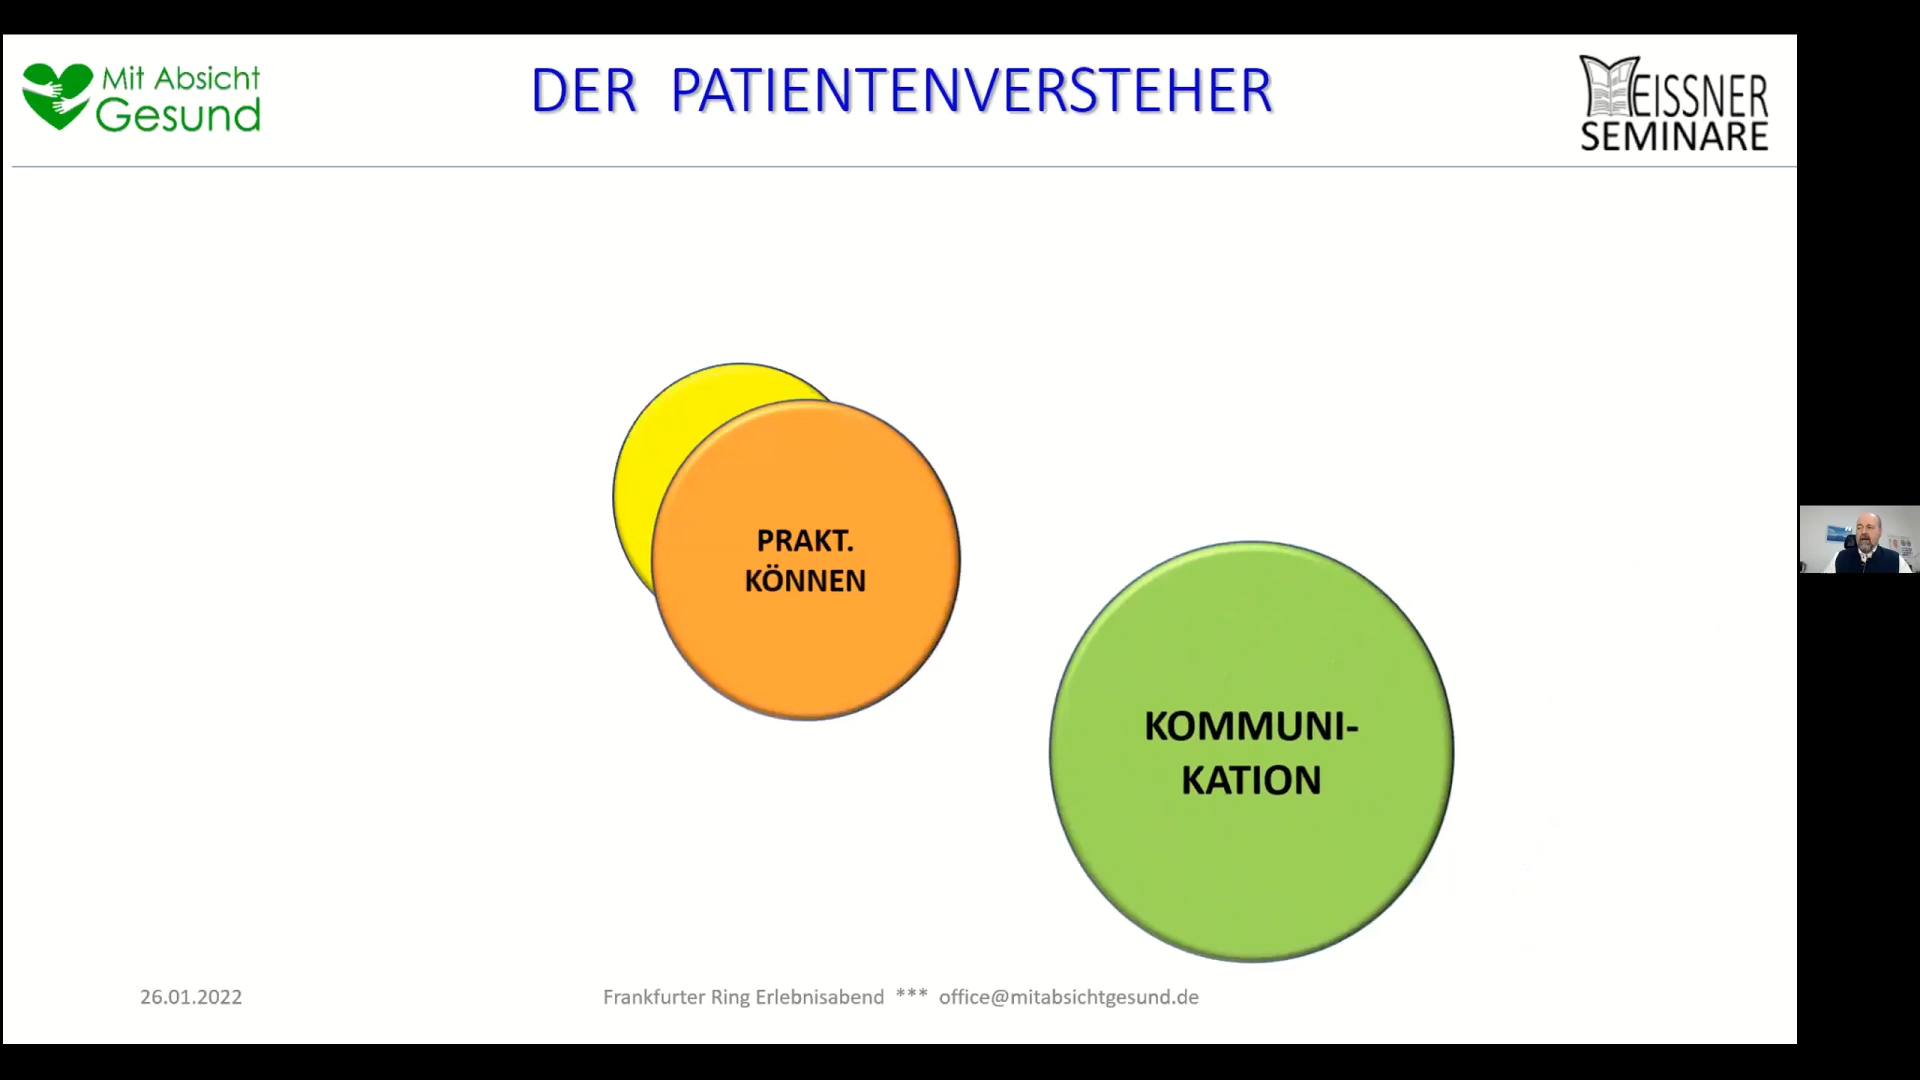 Mit Absicht
Gesund
DER PATIENTENVERSTEHER
MEISSNER
SEMINARE
PRAKT.
KÖNNEN
KOMMUNI-
KATION
26.01.2022
Frankfurter Ring Erlebnisabend *** office@mitabsichtgesund.de